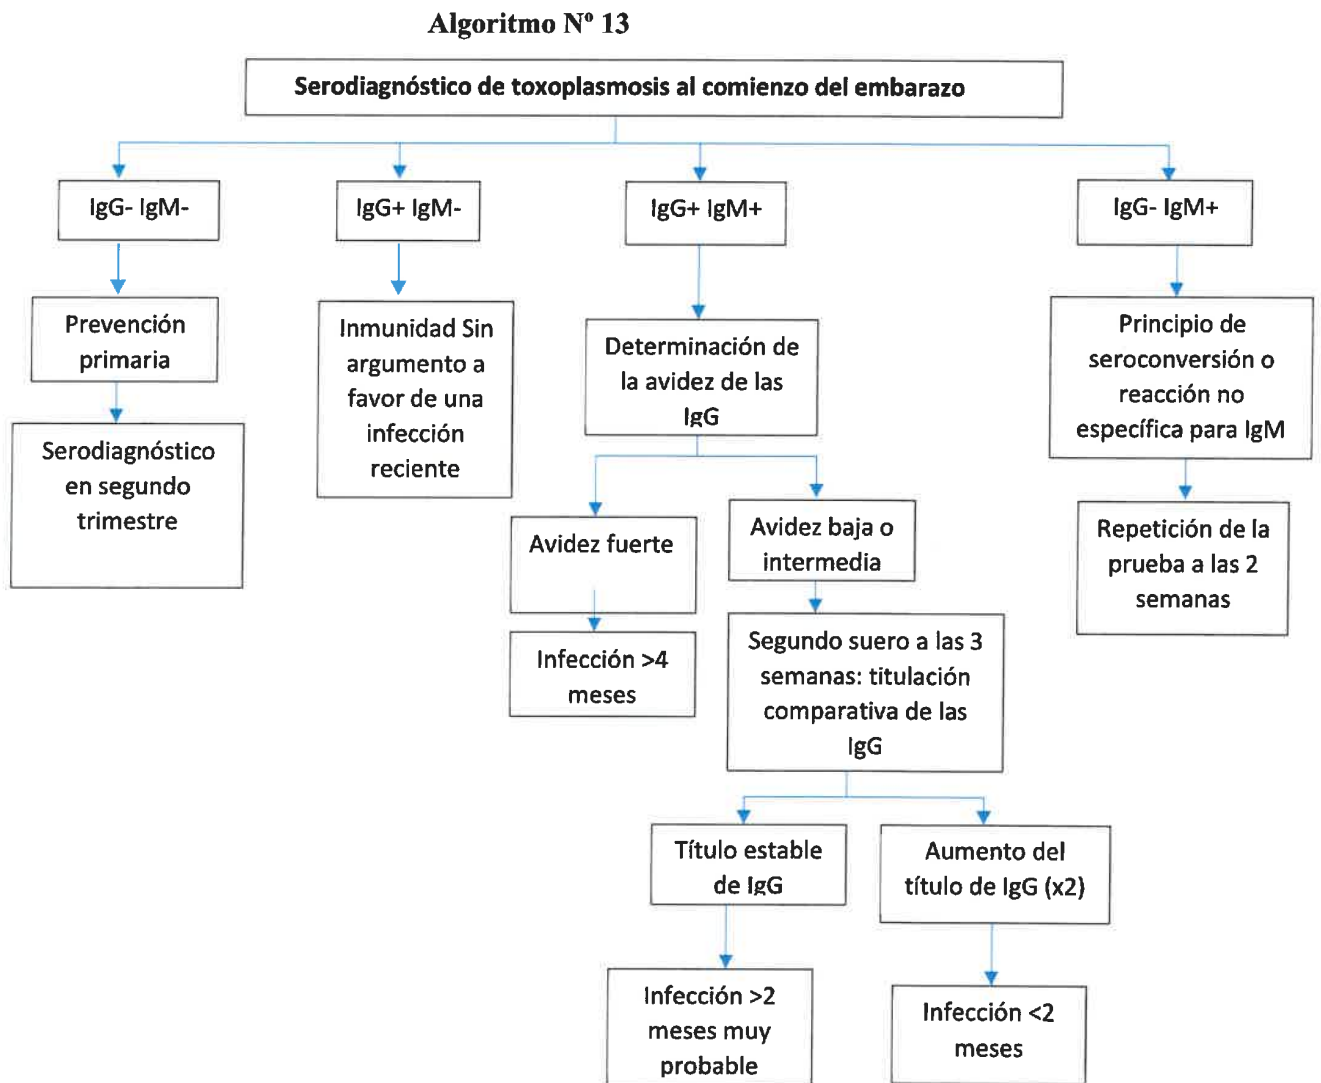 Algoritmo Nº 13
Serodiagnóstico de toxoplasmosis al comienzo del embarazo
IgG- IgM-
IgG+ IgM-
IgG+ IgM+
IgG- IgM+
Prevención
primaria
Serodiagnóstico
en segundo
trimestre
Inmunidad Sin
argumento a
favor de una
infección
reciente
Determinación de
la avidez de las
IgG
Principio de
seroconversión o
reacción no
específica para IgM
Repetición de la
prueba a las 2
semanas
Avidez fuerte
Infección >4
meses
Avidez baja o
intermedia
Segundo suero a las 3
semanas: titulación
comparativa de las
IgG
Título estable
de IgG
Infección >2
meses muy
probable
Aumento del
título de IgG (x2)
Infección <2
meses